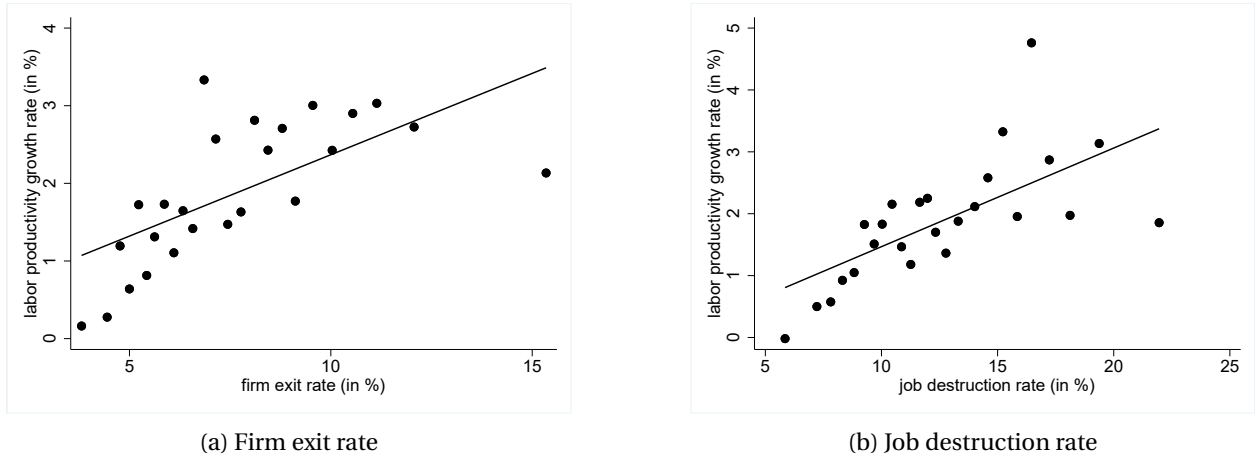 labor productivity growth rate (in %)
4
3
2
1
0
5 10 15
firm exit rate (in %)
(a) Firm exit rate
labor productivity growth rate (in %)
5
4
3
2
1
0
5 10 15 20 25
job destruction rate (in %)
(b) Job destruction rate